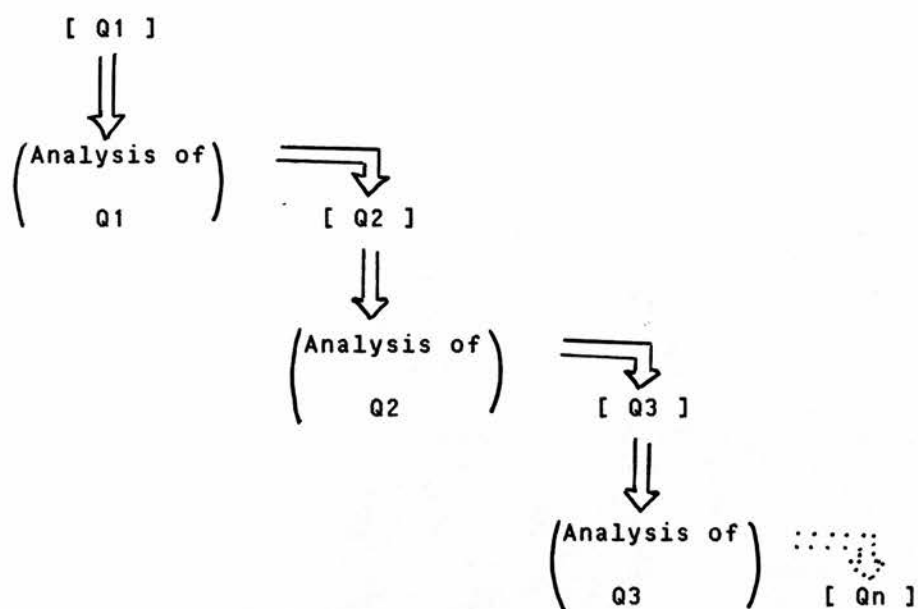 [ Q1 ]
Analysis of
Q1
[ Q2 ]
Analysis of
Q2
[ Q3 ]
Analysis of
Q3
[ Qn ]